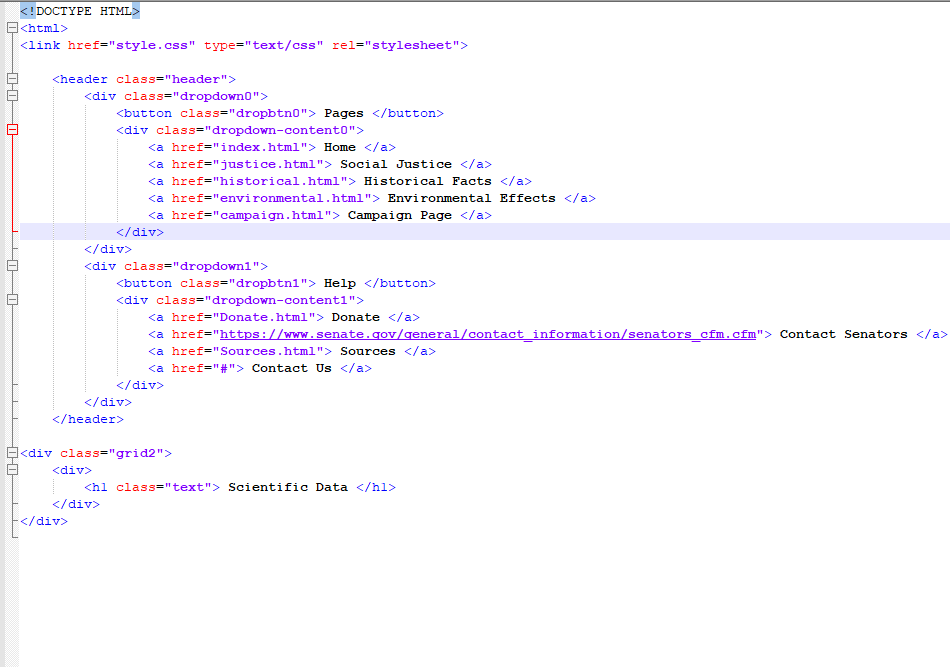 <!DOCTYPE HTML>
<html>
<link href="style.css" type="text/css" rel="stylesheet">
<header class="header">
<div class="dropdown0">
<button class="dropbtn0"> Pages </button>
<div class="dropdown-content0">
<a href="index.html"> Home </a>
<a href="justice.html"> Social Justice </a>
<a href="historical.html"> Historical Facts </a>
<a href="environmental.html"> Environmental Effects </a>
<a href="campaign.html"> Campaign Page </a>
</div>
</div>
<div class="dropdown1">
<button class="dropbtn1"> Help </button>
<div class="dropdown-content1">
<a href="Donate.html"> Donate </a>
<a href="https://www.senate.gov/general/contact_information/senators_cfm.cfm"> Contact Senators </a>
<a href="Sources.html"> Sources </a>
<a href="#"> Contact Us </a>
</div>
</div>
</header>
<div class="grid2">
<div>
<h1 class="text"> Scientific Data </h1>
</div>
</div>